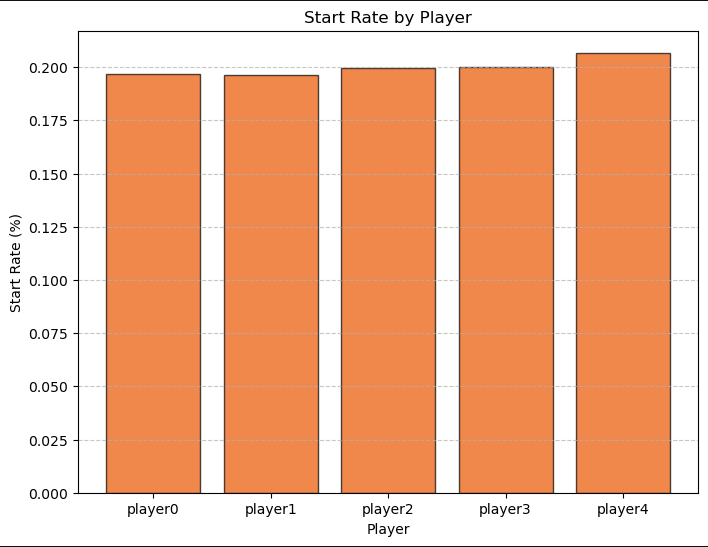 Start Rate by Player
Start Rate (%)
0.200
0.175
0.150
0.125
0.100
0.075
0.050
0.025
0.000
player0 player1 player2 player3 player4
Player